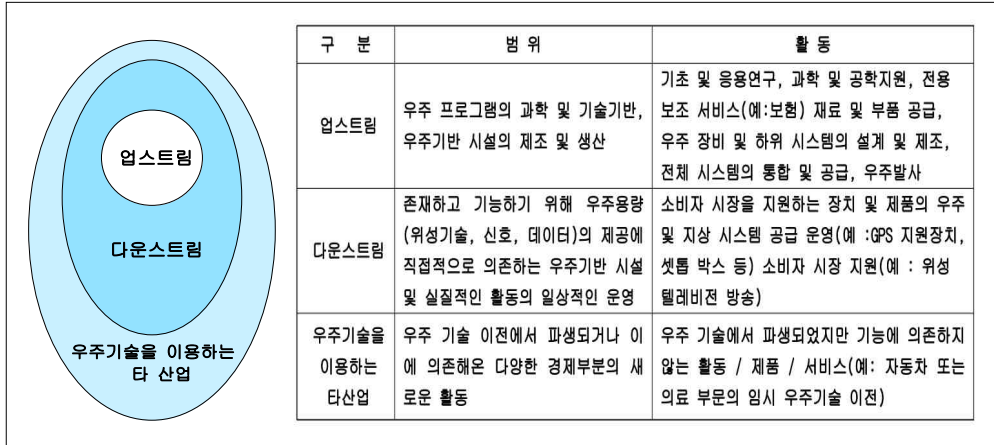 업스트림
다운스트림
우주기술을 이용하는
타 산업
구 분
범 위
활 동
업스트림
우주 프로그램의 과학 및 기술기반,
우주기반 시설의 제조 및 생산
기초 및 응용연구, 과학 및 공학지원, 전용
보조 서비스(예:보험) 재료 및 부품 공급,
우주 장비 및 하위 시스템의 설계 및 제조,
전체 시스템의 통합 및 공급, 우주발사
다운스트림
존재하고 기능하기 위해 우주용량
(위성기술, 신호, 데이터)의 제공에
직접적으로 의존하는 우주기반 시설
및 실질적인 활동의 일상적인 운영
소비자 시장을 지원하는 장치 및 제품의 우주
및 지상 시스템 공급 운영(예 :GPS 지원장치,
셋톱 박스 등) 소비자 시장 지원(예 : 위성
텔레비전 방송)
우주기술을
이용하는
타산업
우주 기술 이전에서 파생되거나 이
에 의존해온 다양한 경제부분의 새
로운 활동
우주 기술에서 파생되었지만 기능에 의존하지
않는 활동 / 제품 / 서비스(예: 자동차 또는
의료 부문의 임시 우주기술 이전)